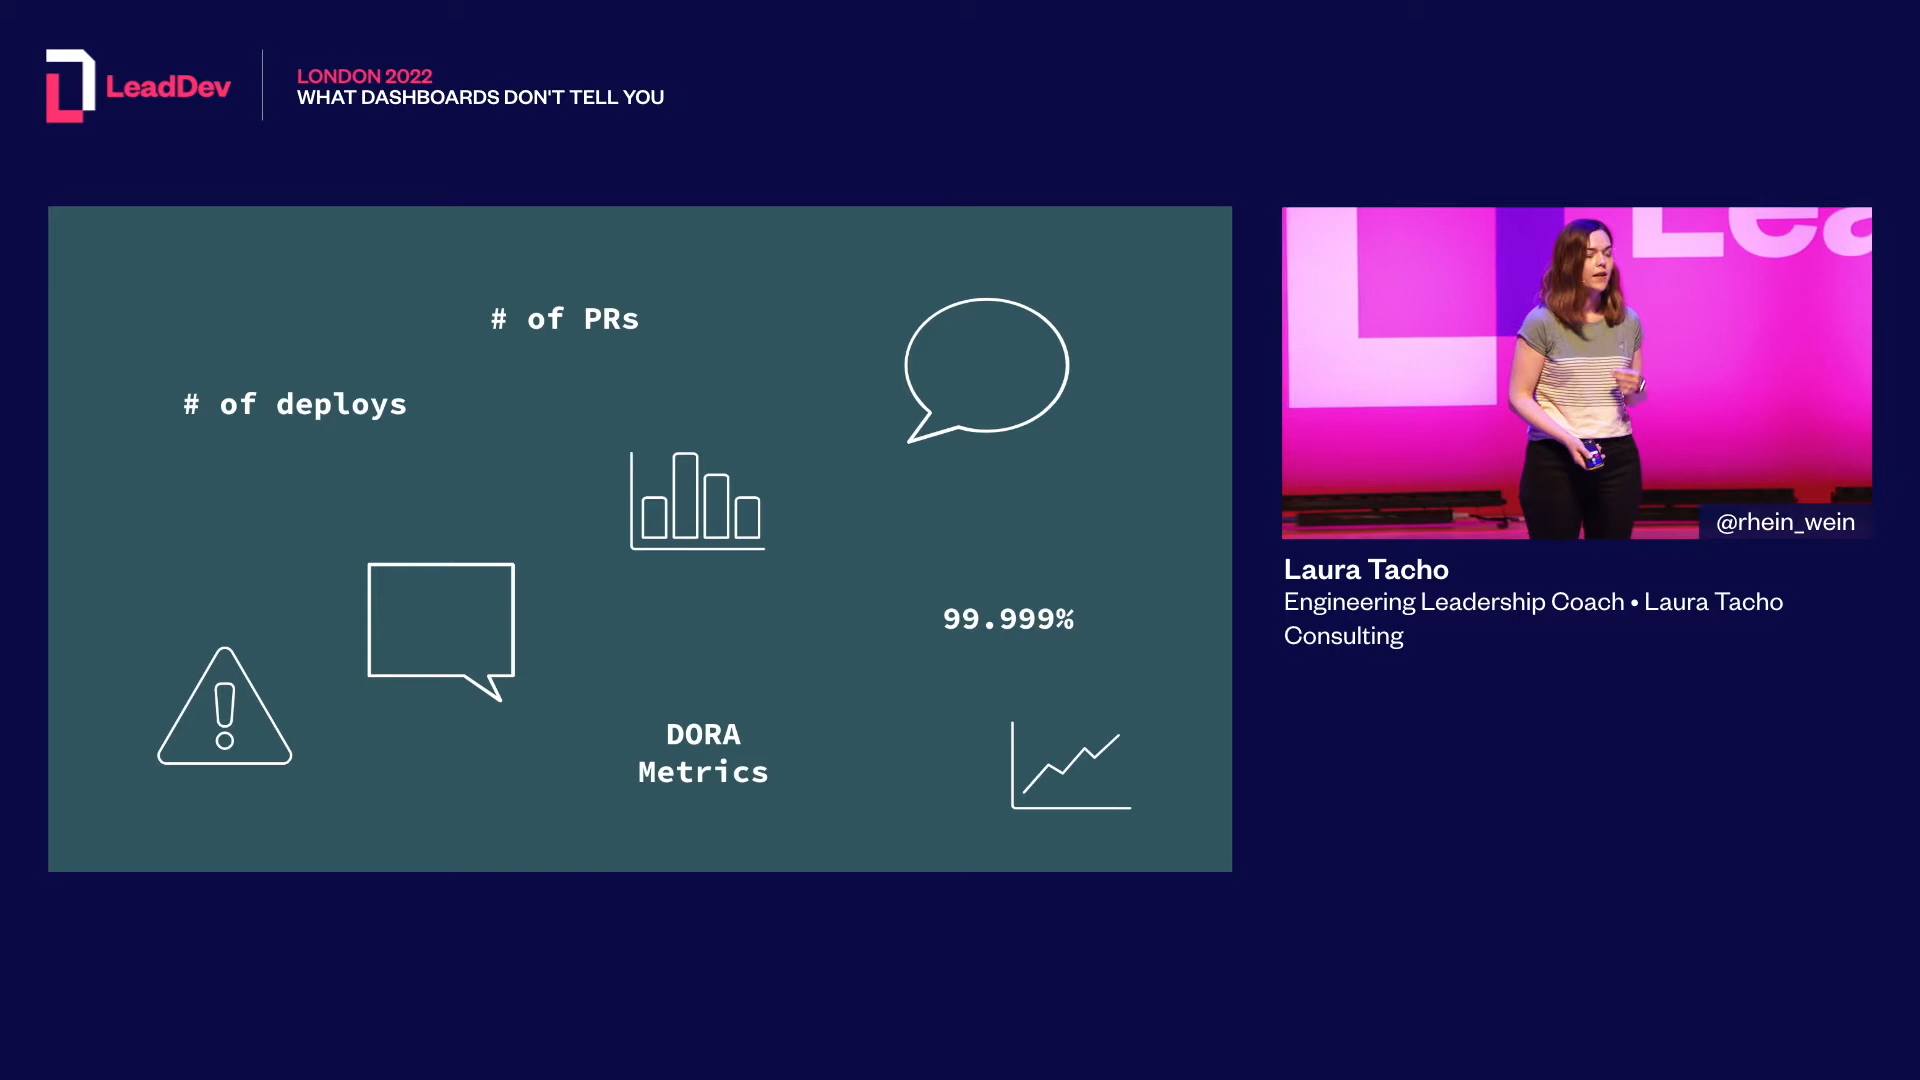 LeadDev
LONDON 2022
WHAT DASHBOARDS DON'T TELL YOU
# of PRs
# of deploys
99.999%
DORA
Metrics
Lea
@rhein_wein
Laura Tacho
Engineering Leadership Coach • Laura Tacho
Consulting